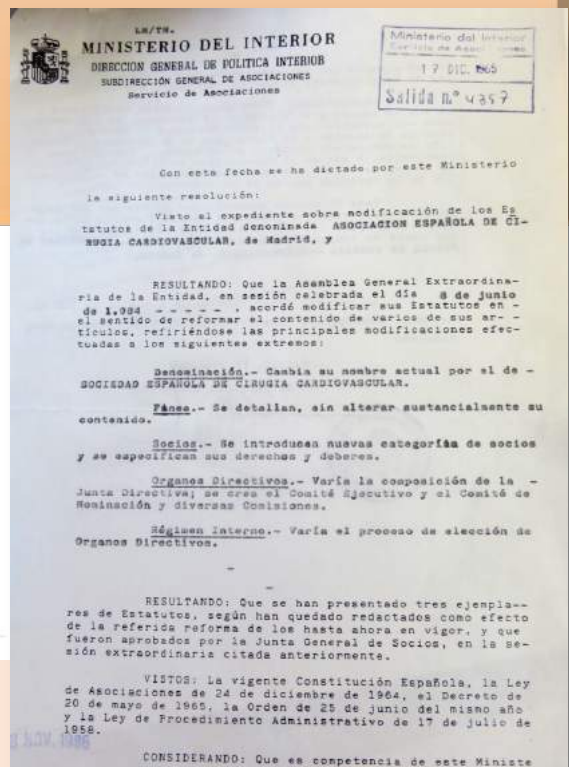 LM/TM.
MINISTERIO DEL INTERIOR
DIRECCION GENERAL DE POLITICA INTERIOR
SUBDIRECCIÓN GENERAL DE ASOCIACIONES
Servicio de Asociaciones
Ministerio del Interior
Servicio de Asociaciones
17 DIC. 1985
Salida n.º 4357
Con esta fecha se ha dictado por este Ministerio
la siguiente resolución:
Visto el expediente sobre modificación de los Es
tatutos de la Entidad denominada ASOCIACION ESPAÑOLA DE CI-
RUGIA CARDIOVASCULAR, de Madrid, y
RESULTANDO: Que la Asamblea General Extraordina-
ria de la Entidad, en sesión celebrada el día 8 de junio
de 1.984 - - - - - , acordó modificar sus Estatutos en -
el sentido de reformar el contenido de varios de sus ar- -
tículos, refiriéndose las principales modificaciones efec-
tuadas a los siguientes extremos:
Denominación.- Cambia su nombre actual por el de -
SOCIEDAD ESPAÑOLA DE CIRUGIA CARDIOVASCULAR.
Fines.- Se detallan, sin alterar sustancialmente su
contenido.
Socios.- Se introducen nuevas categorías de socios
y se especifican sus derechos y deberes.
Organos Directivos.- Varía la composición de la -
Junta Directiva; se crea el Comité Ejecutivo y el Comité de
Nominación y diversas Comisiones.
Régimen Interno.- Varía el proceso de elección de
Organos Directivos.
-
-
RESULTANDO: Que se han presentado tres ejempla--
res de Estatutos, según han quedado redactados como efecto
de la referida reforma de los hasta ahora en vigor, y que
fueron aprobados por la Junta General de Socios, en la se-
sión extraordinaria citada anteriormente.
VISTOS: La vigente Constitución Española, la Ley
de Asociaciones de 24 de diciembre de 1964, el Decreto de
20 de mayo de 1965, la Orden de 25 de junio del mismo año
y la Ley de Procedimiento Administrativo de 17 de julio de
1958.
NOV. 1986
CONSIDERANDO: Que es competencia de este Ministe